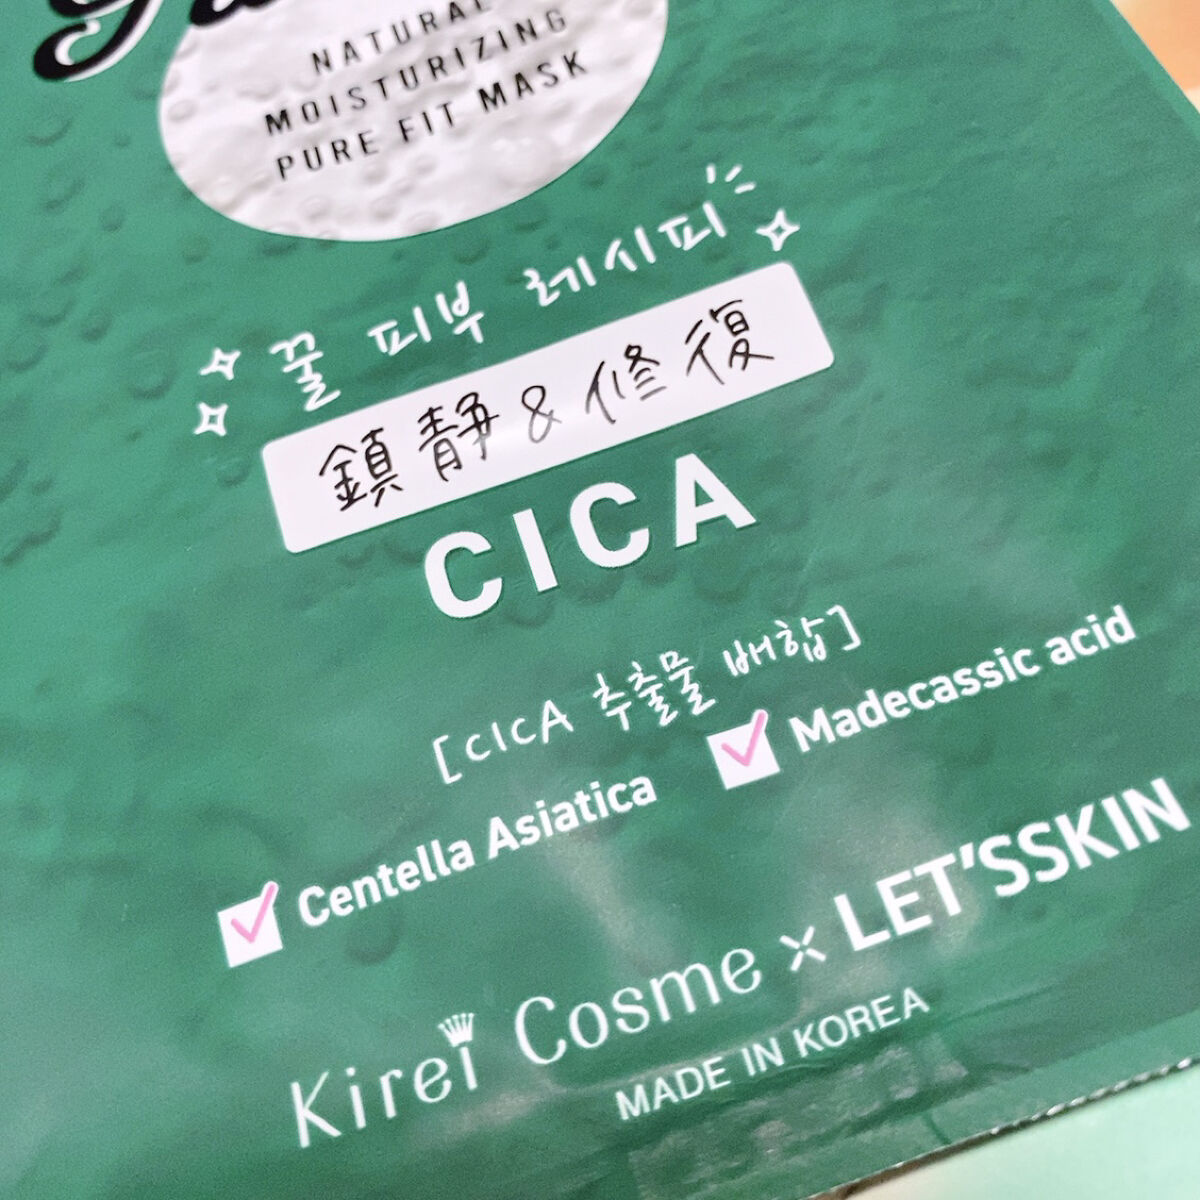 NATURAL
MOISTURIZING
PURE FIT MASK
꿀 피부 레시피
鎮靜&修復
CICA
[CICA 추출물 배합]
Centella Asiatica
Madecassic acid
Kirei Cosme × LET'SSKIN
MADE IN KOREA